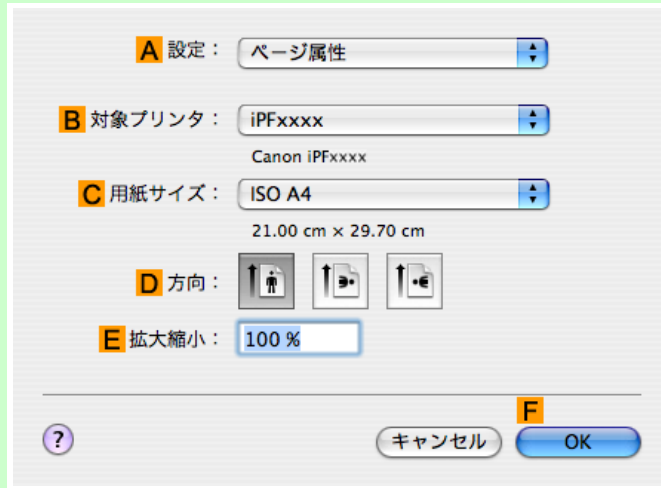 A 設定： ページ属性
B 対象プリンタ： iPFxxxx
Canon iPFxxxx
C 用紙サイズ： ISO A4
21.00 cm × 29.70 cm
D 方向：
E 拡大縮小： 100 %
F
? キャンセル OK